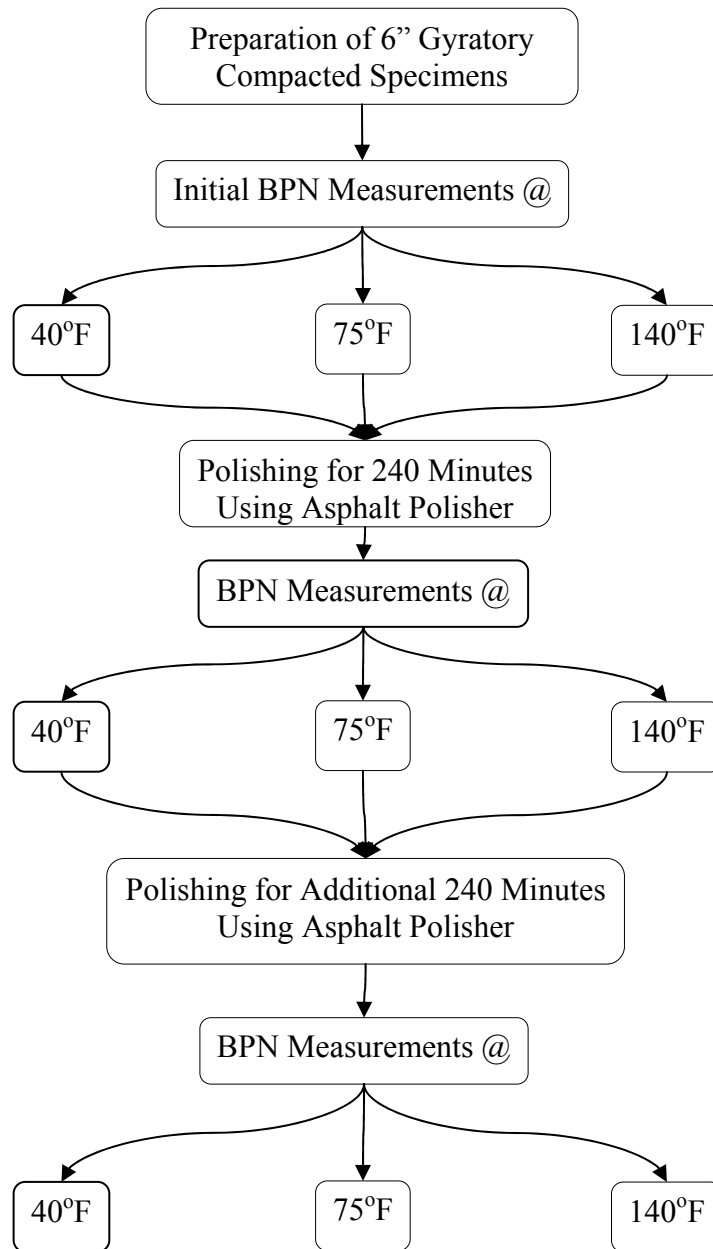 Preparation of 6” Gyratory
Compacted Specimens
Initial BPN Measurements @
40°F
75°F
140°F
Polishing for 240 Minutes
Using Asphalt Polisher
BPN Measurements @
40°F
75°F
140°F
Polishing for Additional 240 Minutes
Using Asphalt Polisher
BPN Measurements @
40°F
75°F
140°F